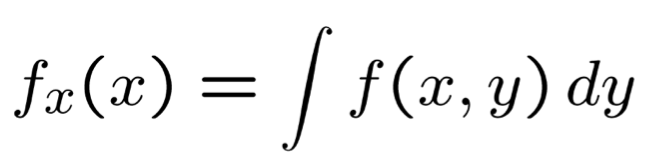 f_x(x) = ∫ f(x, y) dy